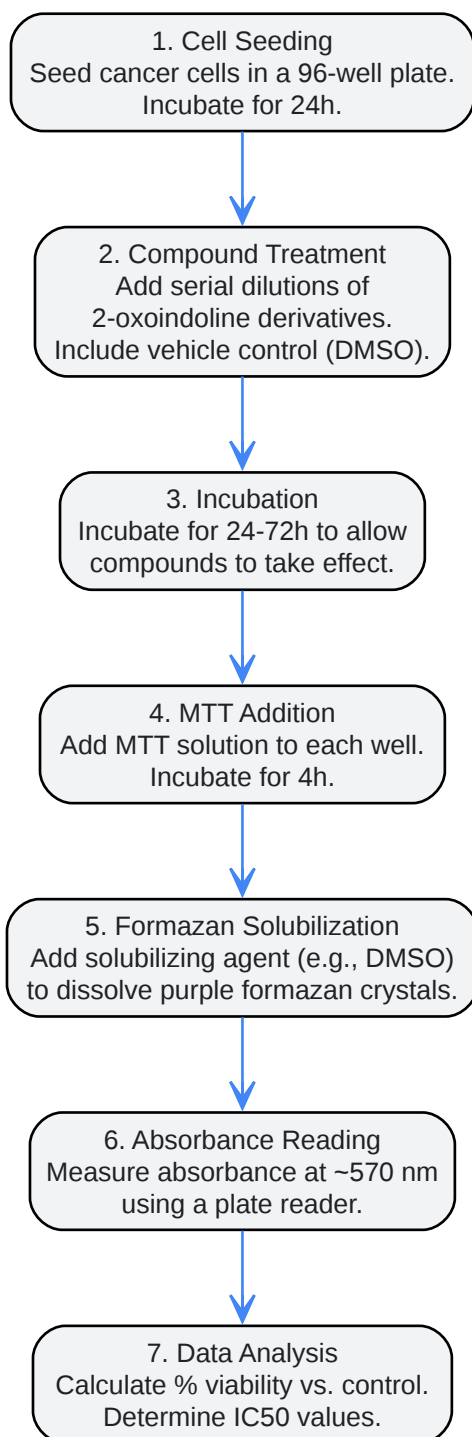 1. Cell Seeding
Seed cancer cells in a 96-well plate.
Incubate for 24h.
2. Compound Treatment
Add serial dilutions of
2-oxoindoline derivatives.
Include vehicle control (DMSO).
3. Incubation
Incubate for 24-72h to allow
compounds to take effect.
4. MTT Addition
Add MTT solution to each well.
Incubate for 4h.
5. Formazan Solubilization
Add solubilizing agent (e.g., DMSO)
to dissolve purple formazan crystals.
6. Absorbance Reading
Measure absorbance at ~570 nm
using a plate reader.
7. Data Analysis
Calculate % viability vs. control.
Determine IC50 values.